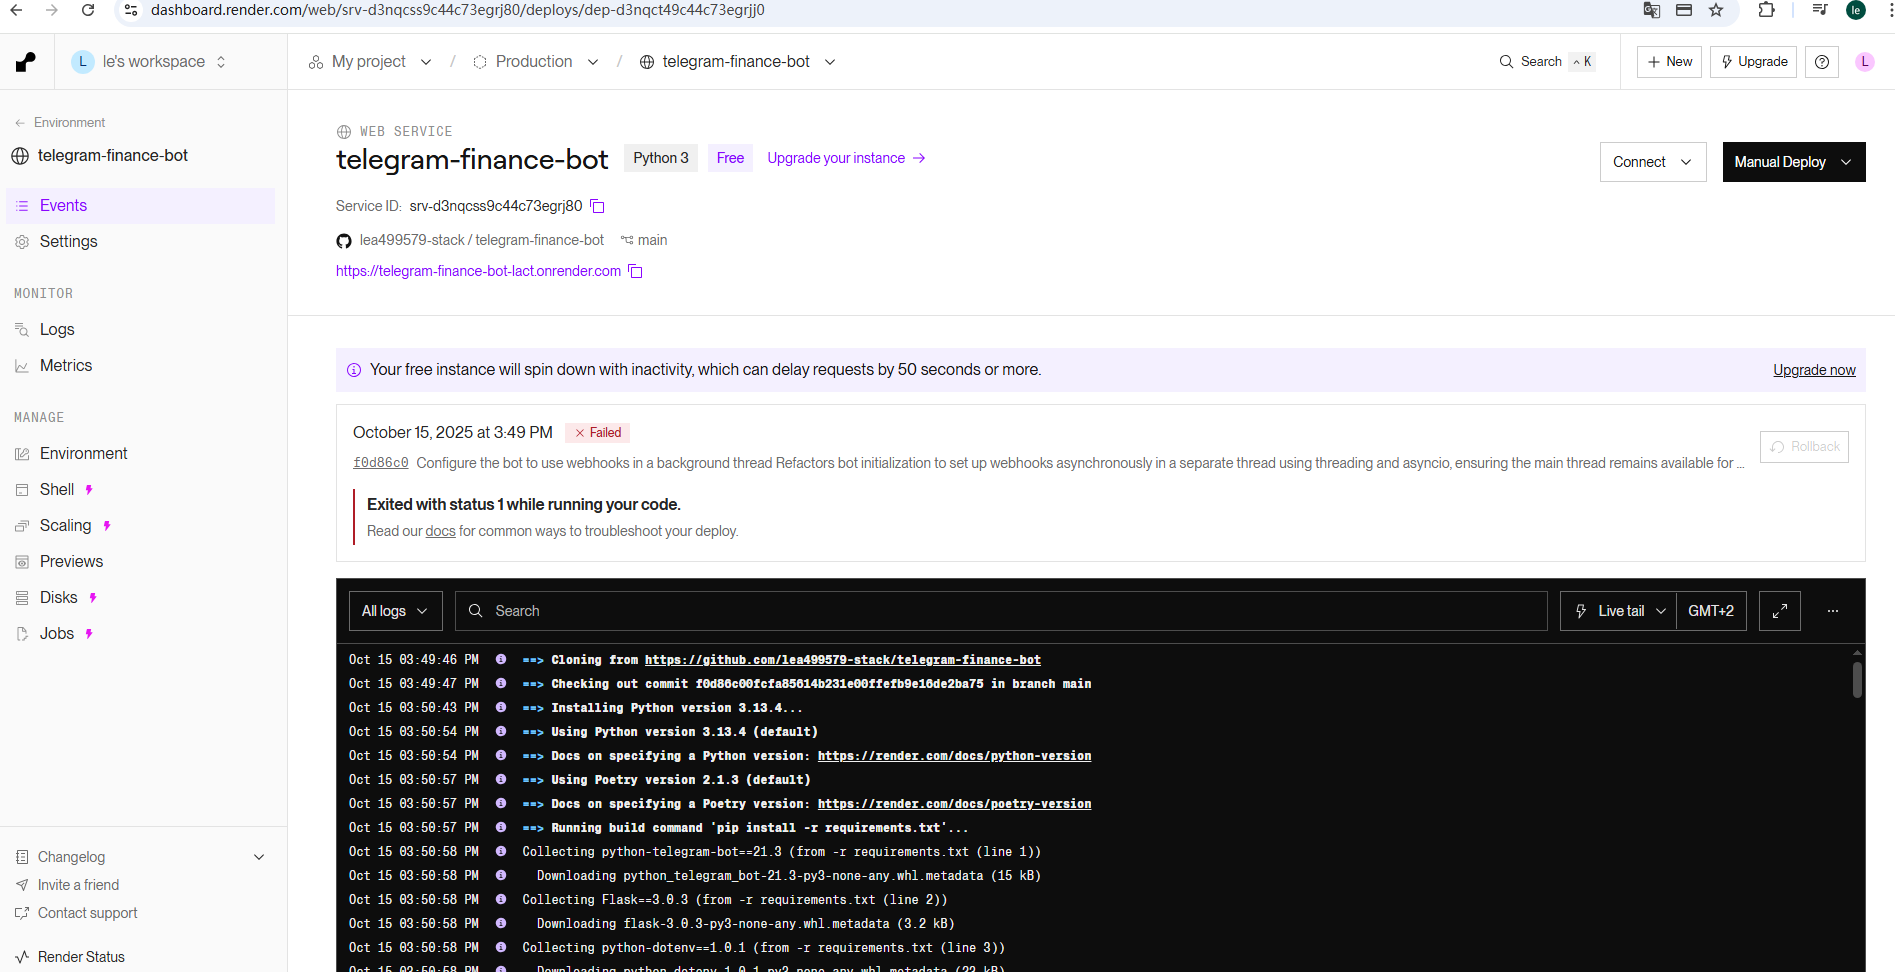 dashboard.render.com/web/srv-d3nqcss9c44c73egrj80/deploys/dep-d3nqct49c44c73egrjj0
le
L le's workspace
My project / Production / telegram-finance-bot
Search ^ K
+ New
Upgrade
L
← Environment
telegram-finance-bot
Events
Settings
MONITOR
Logs
Metrics
MANAGE
Environment
Shell
Scaling
Previews
Disks
Jobs
Changelog
Invite a friend
Contact support
Render Status
WEB SERVICE
telegram-finance-bot Python 3 Free Upgrade your instance →
Connect
Manual Deploy
Service ID: srv-d3nqcss9c44c73egrj80
lea499579-stack / telegram-finance-bot main
https://telegram-finance-bot-lact.onrender.com
Your free instance will spin down with inactivity, which can delay requests by 50 seconds or more.
Upgrade now
October 15, 2025 at 3:49 PM × Failed
f0d86c0 Configure the bot to use webhooks in a background thread Refactors bot initialization to set up webhooks asynchronously in a separate thread using threading and asyncio, ensuring the main thread remains available for ...
Rollback
Exited with status 1 while running your code.
Read our docs for common ways to troubleshoot your deploy.
All logs
Search
Live tail
GMT+2
...
Oct 15 03:49:46 PM ==> Cloning from https://github.com/lea499579-stack/telegram-finance-bot
Oct 15 03:49:47 PM ==> Checking out commit f0d86c00fcfa85614b231e00ffefb9e16de2ba75 in branch main
Oct 15 03:50:43 PM ==> Installing Python version 3.13.4...
Oct 15 03:50:54 PM ==> Using Python version 3.13.4 (default)
Oct 15 03:50:54 PM ==> Docs on specifying a Python version: https://render.com/docs/python-version
Oct 15 03:50:57 PM ==> Using Poetry version 2.1.3 (default)
Oct 15 03:50:57 PM ==> Docs on specifying a Poetry version: https://render.com/docs/poetry-version
Oct 15 03:50:57 PM ==> Running build command 'pip install -r requirements.txt'...
Oct 15 03:50:58 PM Collecting python-telegram-bot==21.3 (from -r requirements.txt (line 1))
Oct 15 03:50:58 PM Downloading python_telegram_bot-21.3-py3-none-any.whl.metadata (15 kB)
Oct 15 03:50:58 PM Collecting Flask==3.0.3 (from -r requirements.txt (line 2))
Oct 15 03:50:58 PM Downloading flask-3.0.3-py3-none-any.whl.metadata (3.2 kB)
Oct 15 03:50:58 PM Collecting python-dotenv==1.0.1 (from -r requirements.txt (line 3))
Oct 15 03:50:58 PM Downloading python_dotenv-1.0.1-py3-none-any.whl.metadata (23 kB)